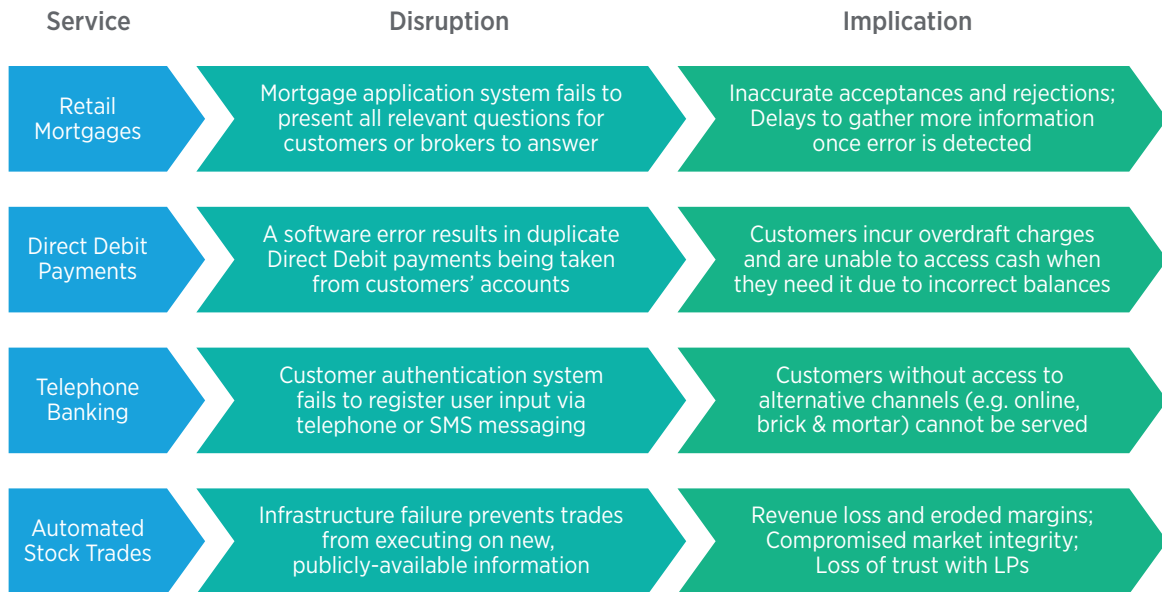 Service
Disruption
Implication
Retail
Mortgages
Mortgage application system fails to
present all relevant questions for
customers or brokers to answer
Inaccurate acceptances and rejections;
Delays to gather more information
once error is detected
Direct Debit
Payments
A software error results in duplicate
Direct Debit payments being taken
from customers’ accounts
Customers incur overdraft charges
and are unable to access cash when
they need it due to incorrect balances
Telephone
Banking
Customer authentication system
fails to register user input via
telephone or SMS messaging
Customers without access to
alternative channels (e.g. online,
brick & mortar) cannot be served
Automated
Stock Trades
Infrastructure failure prevents trades
from executing on new,
publicly-available information
Revenue loss and eroded margins;
Compromised market integrity;
Loss of trust with LPs